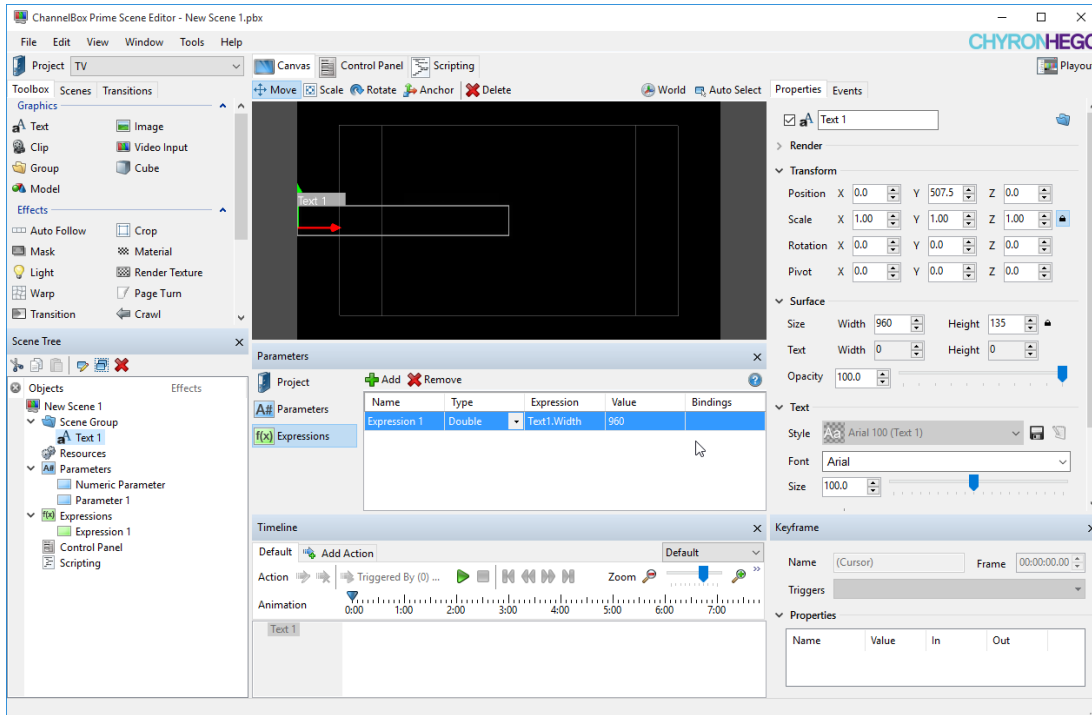 ChannelBox Prime Scene Editor - New Scene 1.pbx
File Edit View Window Tools Help
CHYRONHEGO
Project TV
Canvas Control Panel Scripting
Playout
Toolbox Scenes Transitions
Move Scale Rotate Anchor Delete World Auto Select
Properties Events
Graphics
Text Image
Clip Video Input
Group Cube
Model
Effects
Auto Follow Crop
Mask Material
Light Render Texture
Warp Page Turn
Transition Crawl
Text 1
Text 1
Render
Transform
Position X 0.0 Y 507.5 Z 0.0
Scale X 1.00 Y 1.00 Z 1.00
Rotation X 0.0 Y 0.0 Z 0.0
Pivot X 0.0 Y 0.0 Z 0.0
Surface
Size Width 960 Height 135
Text Width 0 Height 0
Opacity 100.0
Text
Style Aa Arial 100 (Text 1)
Font Arial
Size 100.0
Scene Tree
Objects Effects
New Scene 1
Scene Group
Text 1
Resources
A# Parameters
Numeric Parameter
Parameter 1
f(x) Expressions
Expression 1
Control Panel
Scripting
Parameters
Project Add Remove
A# Parameters
f(x) Expressions
Name Type Expression Value Bindings
Expression 1 Double Text1.Width 960
Timeline
Default Add Action Default
Action Triggered By (0) ... Zoom
Animation 0:00 1:00 2:00 3:00 4:00 5:00 6:00 7:00
Text 1
Keyframe
Name (Cursor) Frame 00:00:00.00
Triggers
Properties
Name Value In Out